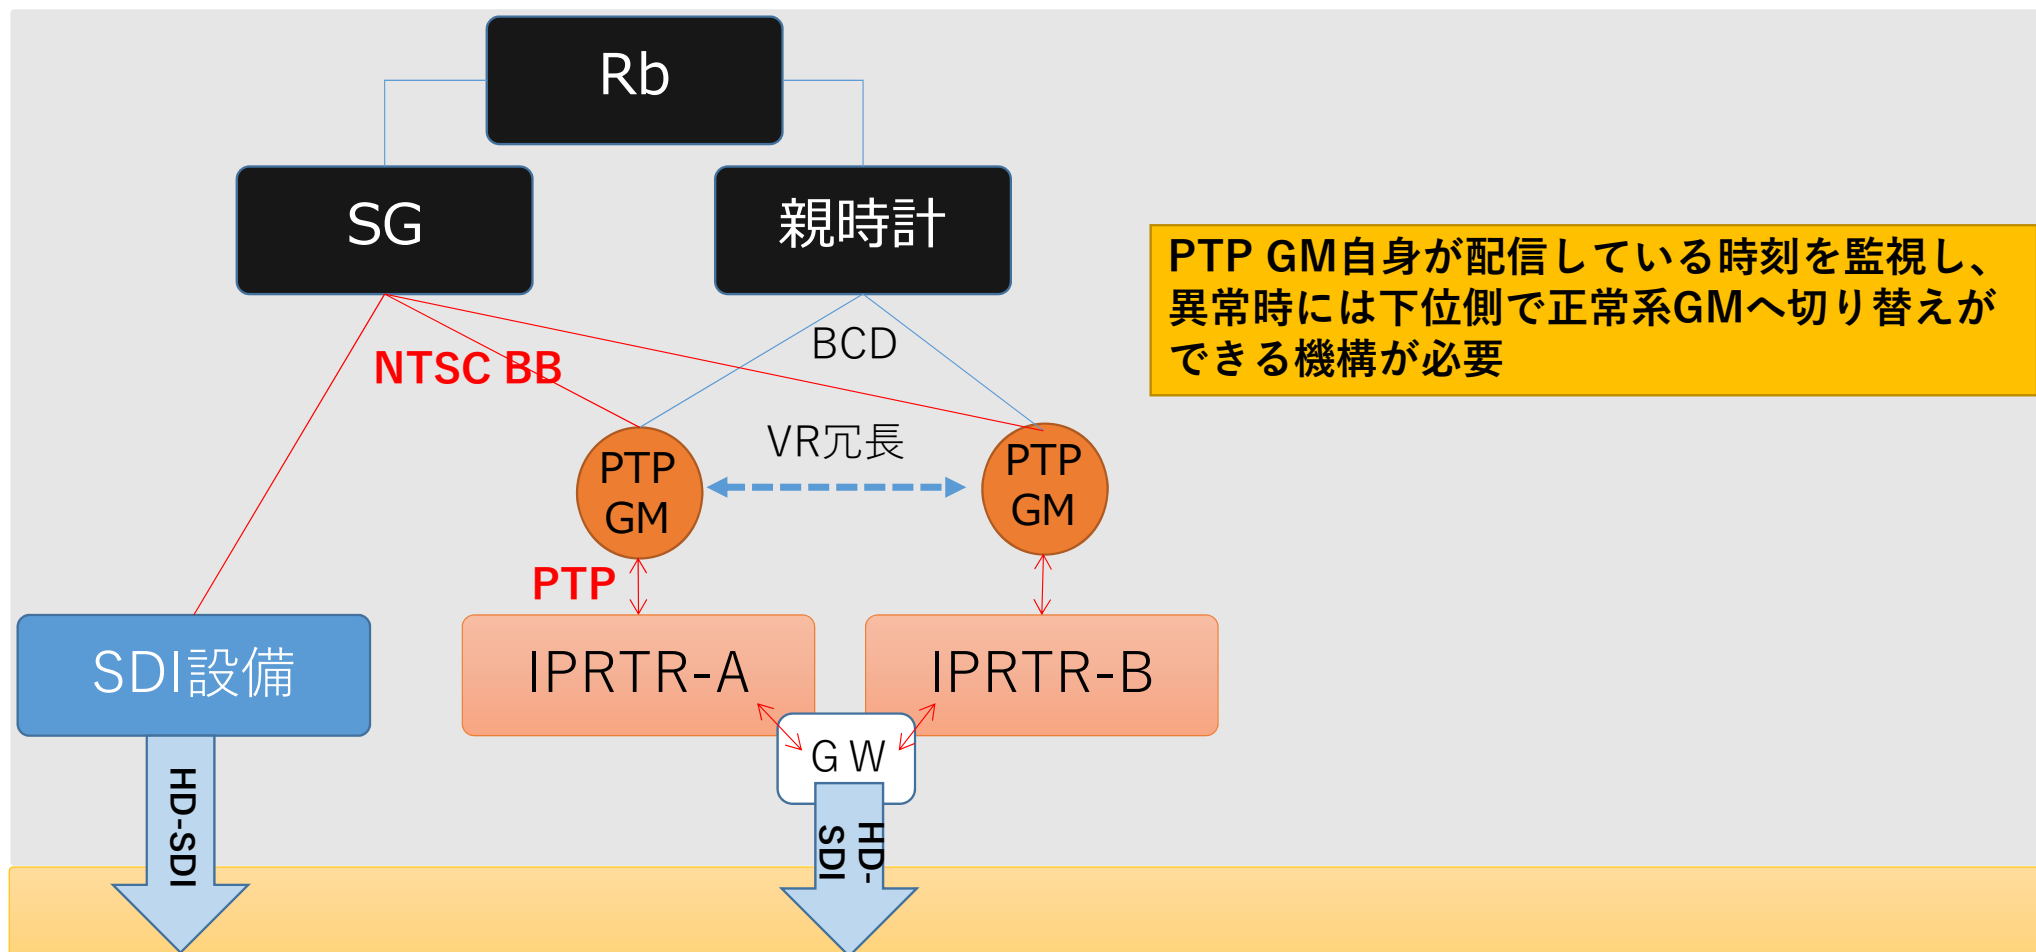 Rb
SG
親時計
PTP GM自身が配信している時刻を監視し、
異常時には下位側で正常系GMへ切り替えが
できる機構が必要
BCD
NTSC BB
VR冗長
PTP
GM
PTP
GM
PTP
SDI設備
IPRTR-A
IPRTR-B
ＧＷ
HD-SDI
HD-
SDI